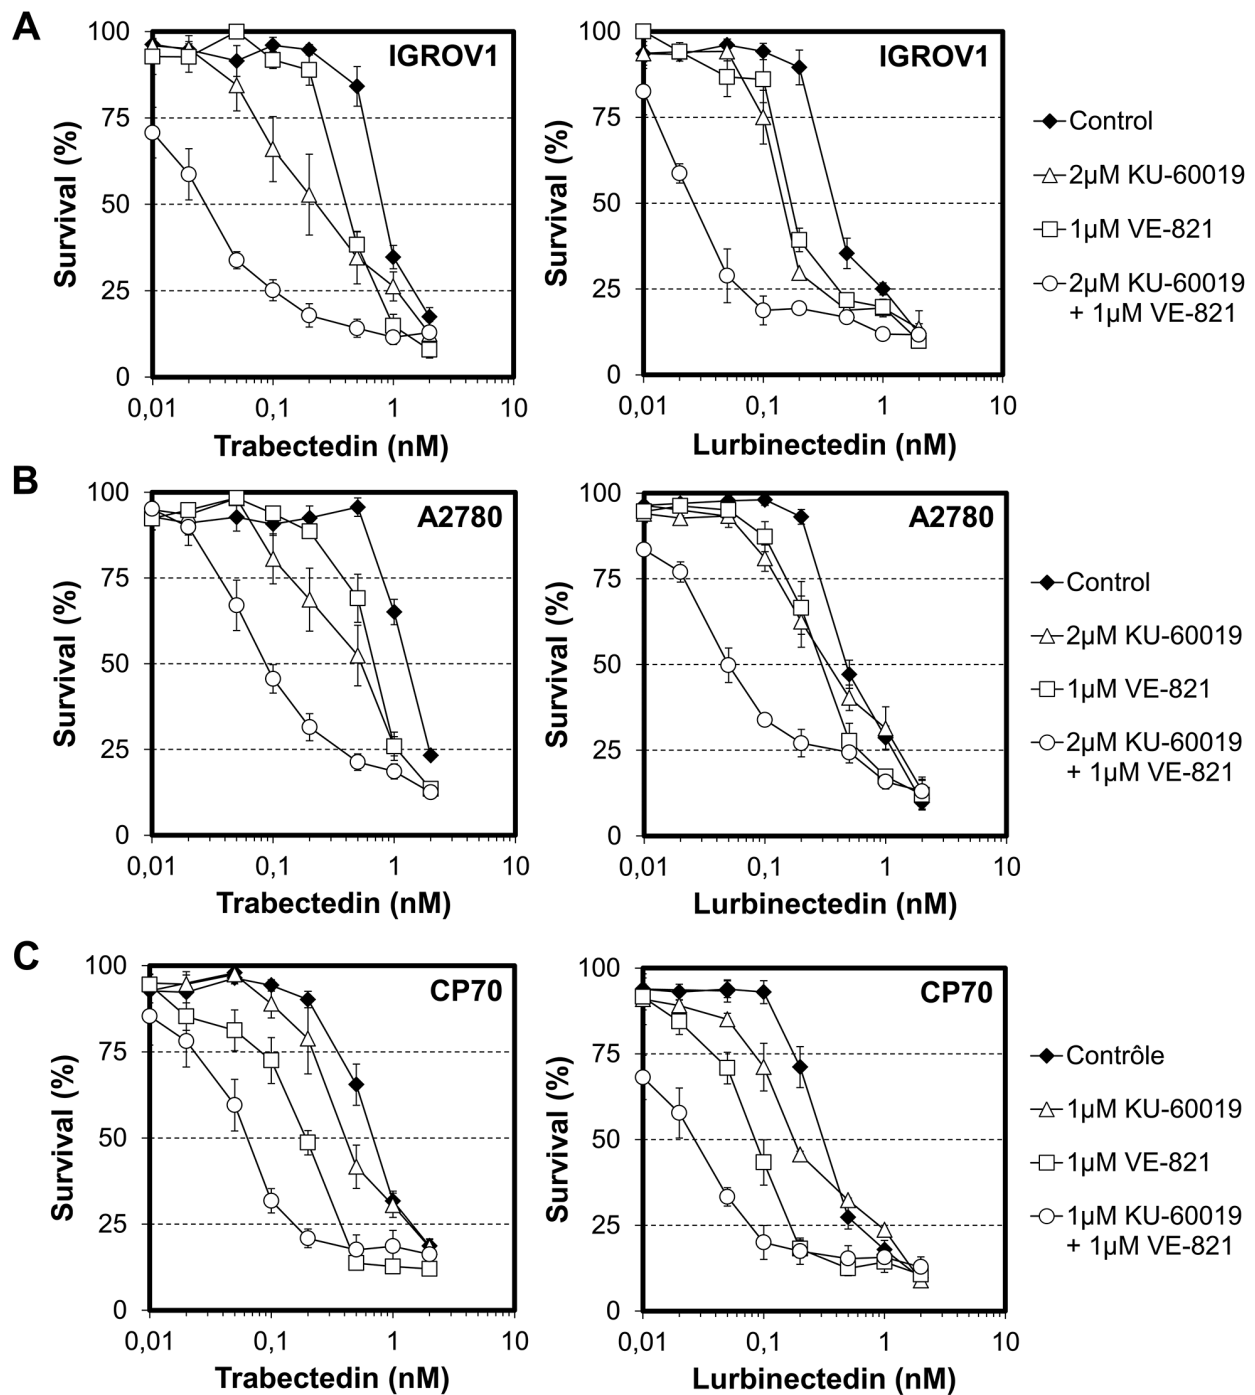 A
IGROV1
Survival (%)
100
75
50
25
0
0,01
0,1
1
10
Trabectedin (nM)
IGROV1
Survival (%)
100
75
50
25
0
0,01
0,1
1
10
Lurbinectedin (nM)
Control
2µM KU-60019
1µM VE-821
2µM KU-60019
+ 1µM VE-821
B
A2780
Survival (%)
100
75
50
25
0
0,01
0,1
1
10
Trabectedin (nM)
A2780
Survival (%)
100
75
50
25
0
0,01
0,1
1
10
Lurbinectedin (nM)
Control
2µM KU-60019
1µM VE-821
2µM KU-60019
+ 1µM VE-821
C
CP70
Survival (%)
100
75
50
25
0
0,01
0,1
1
10
Trabectedin (nM)
CP70
Survival (%)
100
75
50
25
0
0,01
0,1
1
10
Lurbinectedin (nM)
Contrôle
1µM KU-60019
1µM VE-821
1µM KU-60019
+ 1µM VE-821